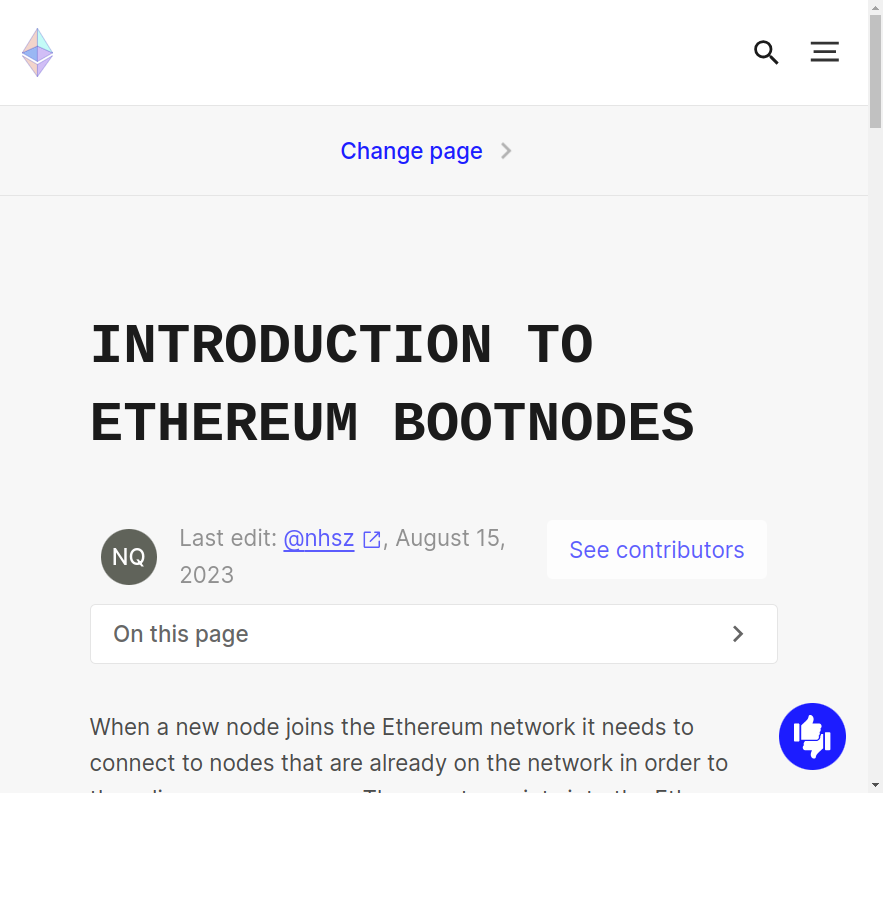 Change page
INTRODUCTION TO
ETHEREUM BOOTNODES
NQ
Last edit: @nhsz, August 15,
2023
See contributors
On this page
When a new node joins the Ethereum network it needs to
connect to nodes that are already on the network in order to